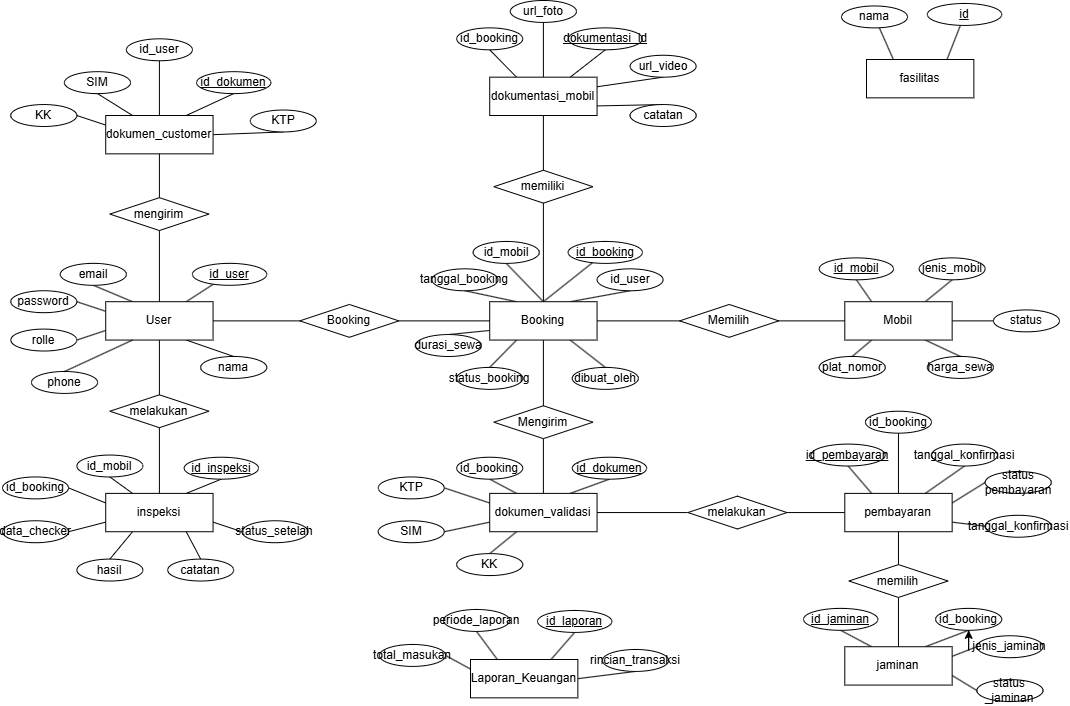 url_foto
nama
id
id_booking
dokumentasi_id
id_user
url_video
SIM
id_dokumen
fasilitas
dokumentasi_mobil
KK
KTP
catatan
dokumen_customer
memiliki
mengirim
id_mobil
id_booking
email
id_user
tanggal_booking
id_user
id_mobil
jenis_mobil
password
User
Booking
Booking
Memilih
Mobil
status
rolle
durasi_sewa
nama
plat_nomor
harga_sewa
phone
status_booking
dibuat_oleh
melakukan
Mengirim
id_booking
id_mobil
id_inspeksi
id_booking
id_dokumen
id_pembayaran
tanggal_konfirmasi
id_booking
KTP
status
pembayaran
inspeksi
dokumen_validasi
melakukan
pembayaran
data_checker
status_setelah
SIM
tanggal_konfirmasi
hasil
catatan
KK
memilih
periode_laporan
id_laporan
id_jaminan
id_booking
total_masukan
rincian_transaksi
jenis_jaminan
Laporan_Keuangan
jaminan
status
_jaminan